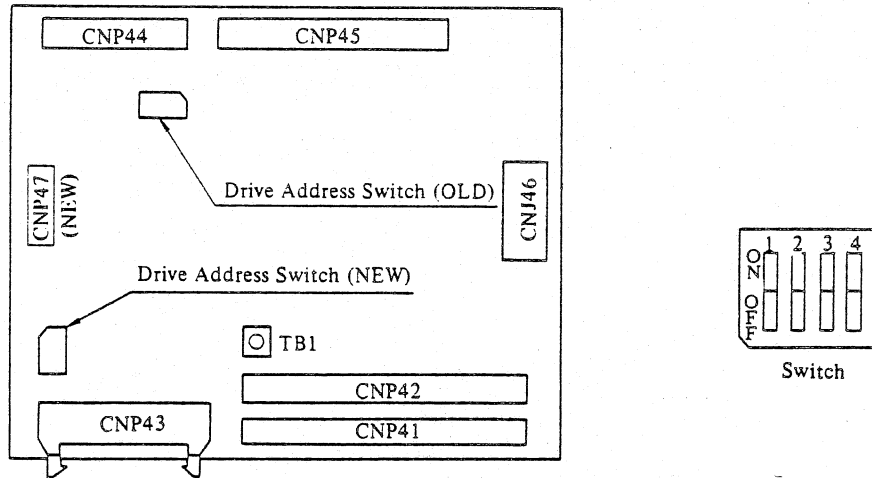 CNP44
CNP45
Drive Address Switch (OLD)
CNP47
(NEW)
CNJ46
Drive Address Switch (NEW)
TB1
CNP42
CNP43
CNP41
1 2 3 4
ON
OFF
Switch